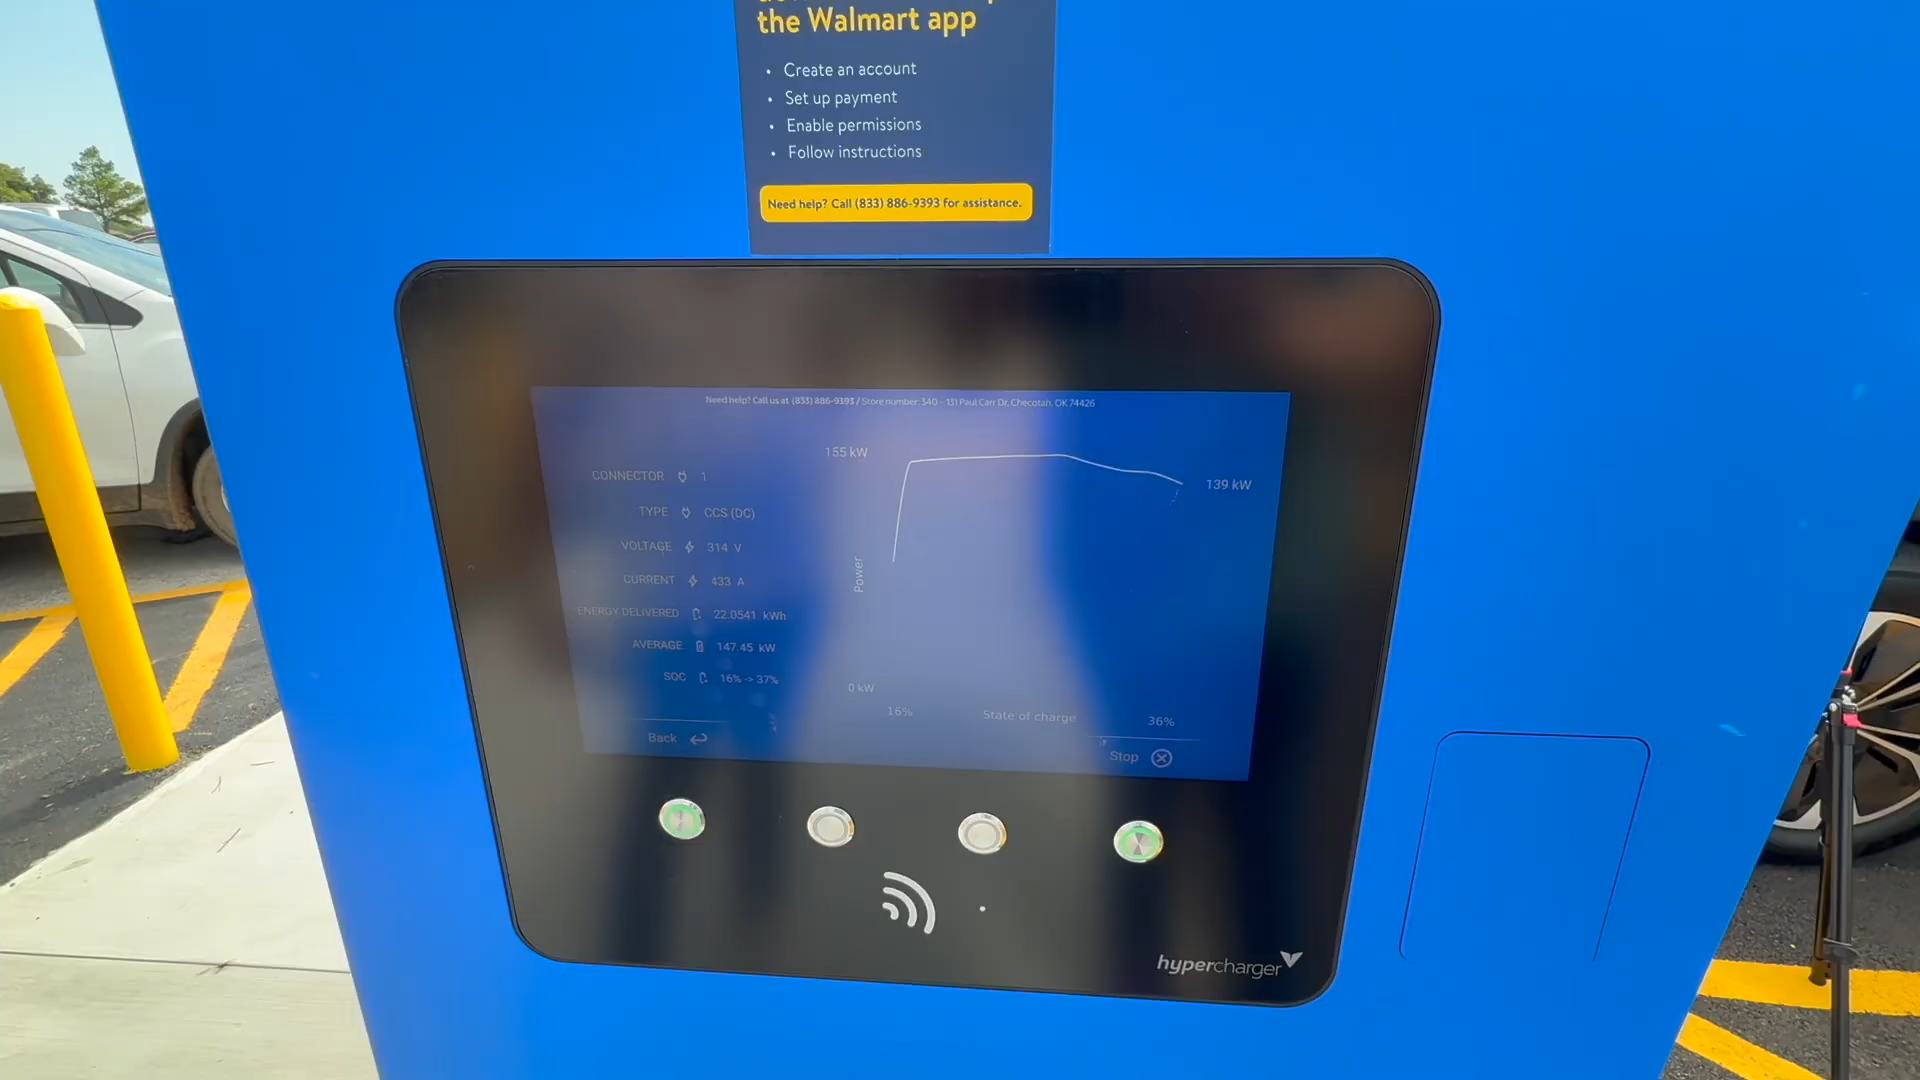 the Walmart app
• Create an account
• Set up payment
• Enable permissions
• Follow instructions
Need help? Call (833) 886-9393 for assistance.
Need help? Call us at (833) 886-9393 / Store number: 340 - 131 Paul Carr Dr, Checotah, OK 74426
CONNECTOR 1
TYPE CCS (DC)
VOLTAGE 314 V
CURRENT 433 A
ENERGY DELIVERED 22.0541 kWh
AVERAGE 147.45 kW
SOC 16% -> 37%
155 kW
139 kW
Power
0 kW
16% State of charge 36%
Back
Stop
hypercharger